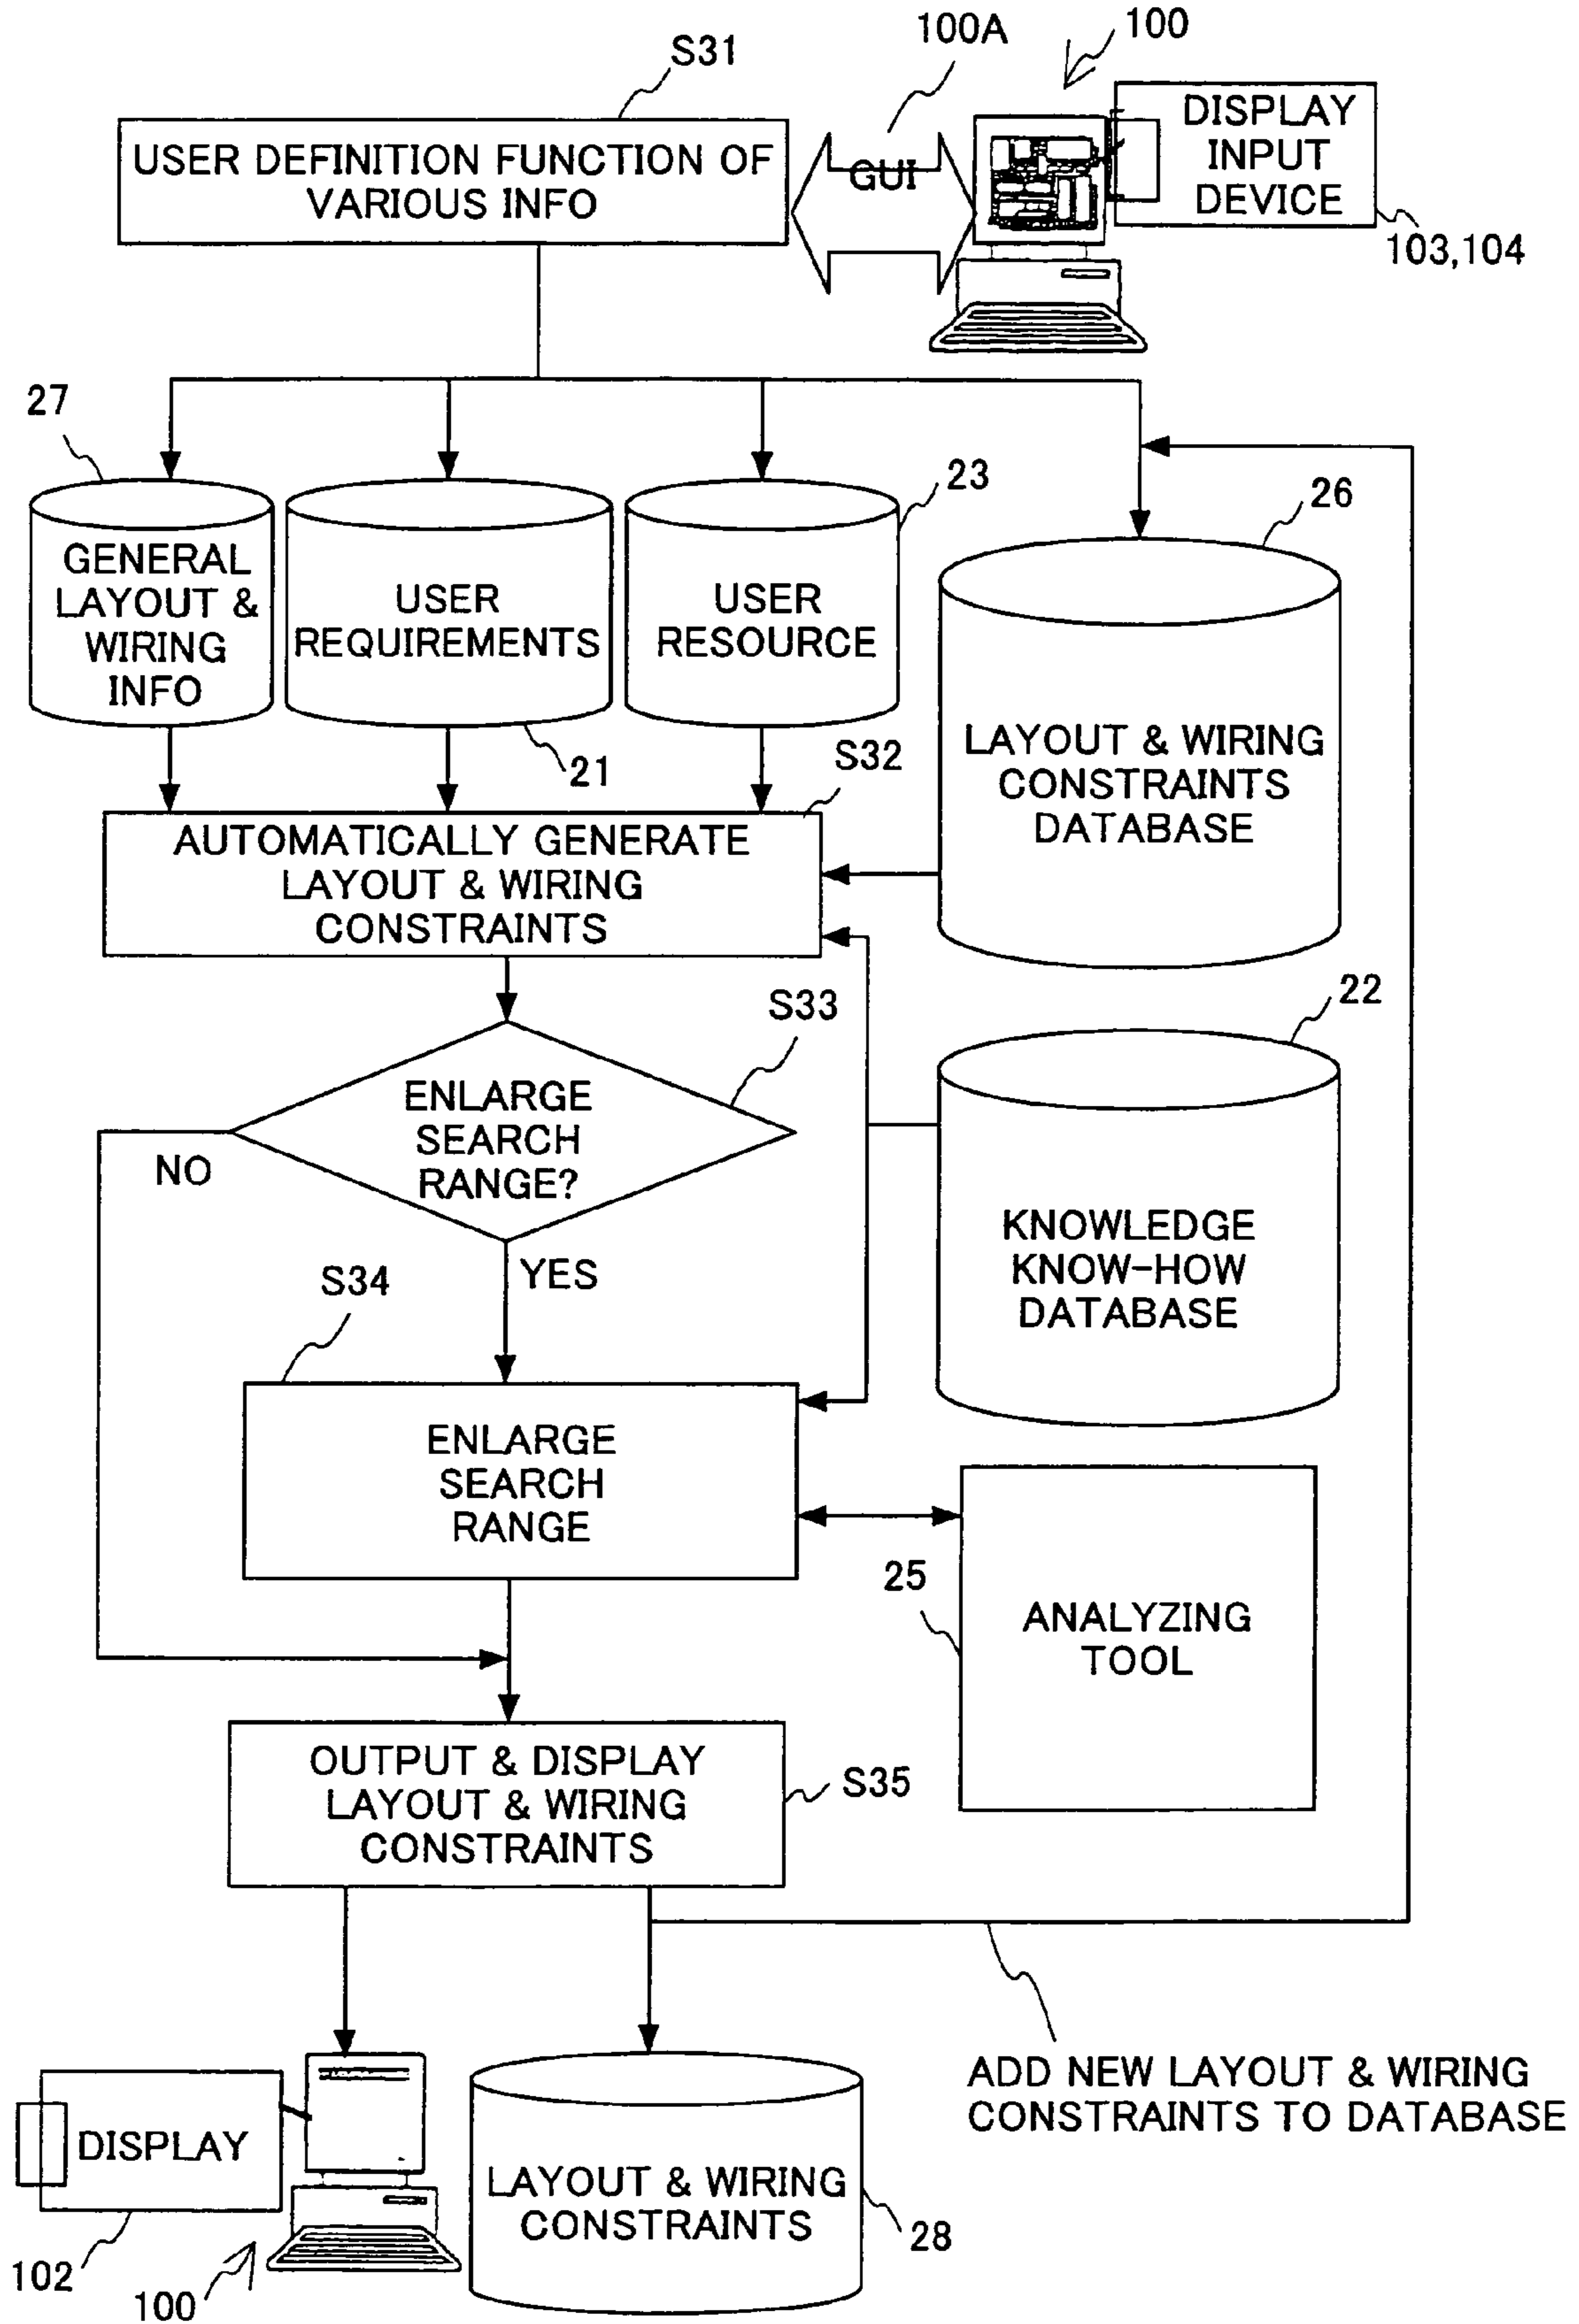 100A
100
S31
USER DEFINITION FUNCTION OF
VARIOUS INFO
GUI
DISPLAY
INPUT
DEVICE
103,104
27
23
26
GENERAL
LAYOUT &
WIRING
INFO
USER
REQUIREMENTS
USER
RESOURCE
21
S32
LAYOUT & WIRING
CONSTRAINTS
DATABASE
AUTOMATICALLY GENERATE
LAYOUT & WIRING
CONSTRAINTS
S33
22
ENLARGE
SEARCH
RANGE?
NO
YES
KNOWLEDGE
KNOW-HOW
DATABASE
S34
ENLARGE
SEARCH
RANGE
25
ANALYZING
TOOL
OUTPUT & DISPLAY
LAYOUT & WIRING
CONSTRAINTS
S35
ADD NEW LAYOUT & WIRING
CONSTRAINTS TO DATABASE
DISPLAY
102
100
LAYOUT & WIRING
CONSTRAINTS
28